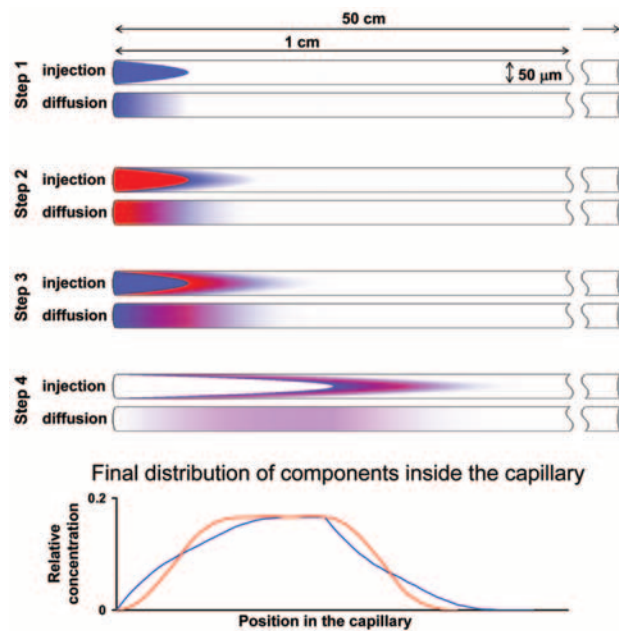 50 cm
1 cm
Step 1
injection
50 μm
diffusion
Step 2
injection
diffusion
Step 3
injection
diffusion
Step 4
injection
diffusion
Final distribution of components inside the capillary
Relative
concentration
0.2
0
Position in the capillary